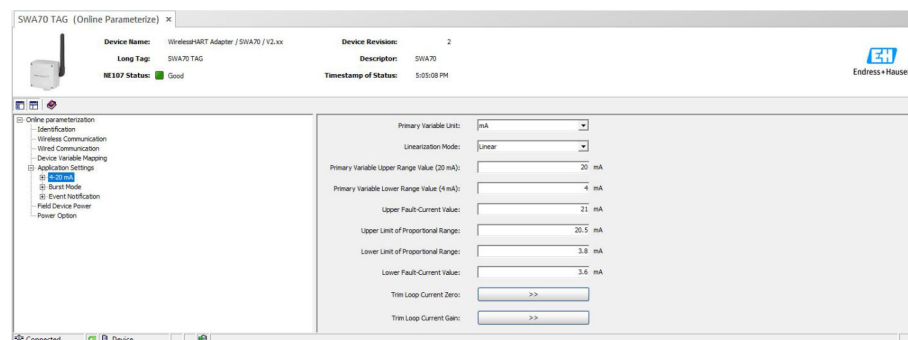 SWA70 TAG (Online Parameterize) ×
Device Name: WirelessHART Adapter / SWA70 / V2.xx Device Revision: 2
Long Tag: SWA70 TAG Descriptor: SWA70
NE107 Status: Good Timestamp of Status: 5:05:08 PM
EH
Endress+Hauser
Online parameterization
Identification
Wireless Communication
Wired Communication
Device Variable Mapping
Application Settings
4-20 mA
Burst Mode
Event Notification
Field Device Power
Power Option
Primary Variable Unit: mA
Linearization Mode: Linear
Primary Variable Upper Range Value (20 mA): 20 mA
Primary Variable Lower Range Value (4 mA): 4 mA
Upper Fault-Current Value: 21 mA
Upper Limit of Proportional Range: 20.5 mA
Lower Limit of Proportional Range: 3.8 mA
Lower Fault-Current Value: 3.6 mA
Trim Loop Current Zero: >>
Trim Loop Current Gain: >>
Connected Device